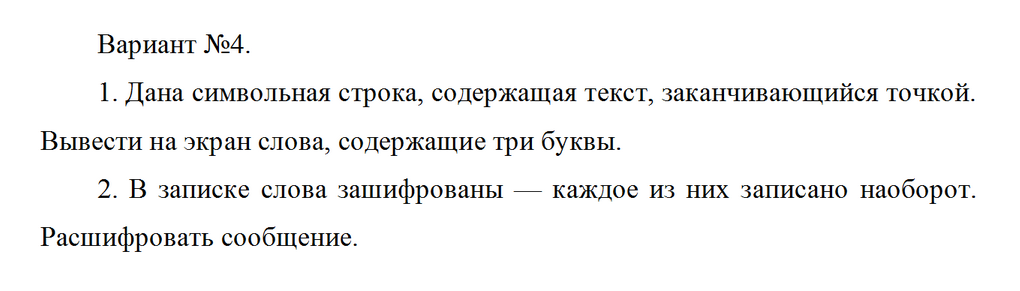 Вариант №4.
1. Дана символьная строка, содержащая текст, заканчивающийся точкой.
Вывести на экран слова, содержащие три буквы.
2. В записке слова зашифрованы — каждое из них записано наоборот.
Расшифровать сообщение.